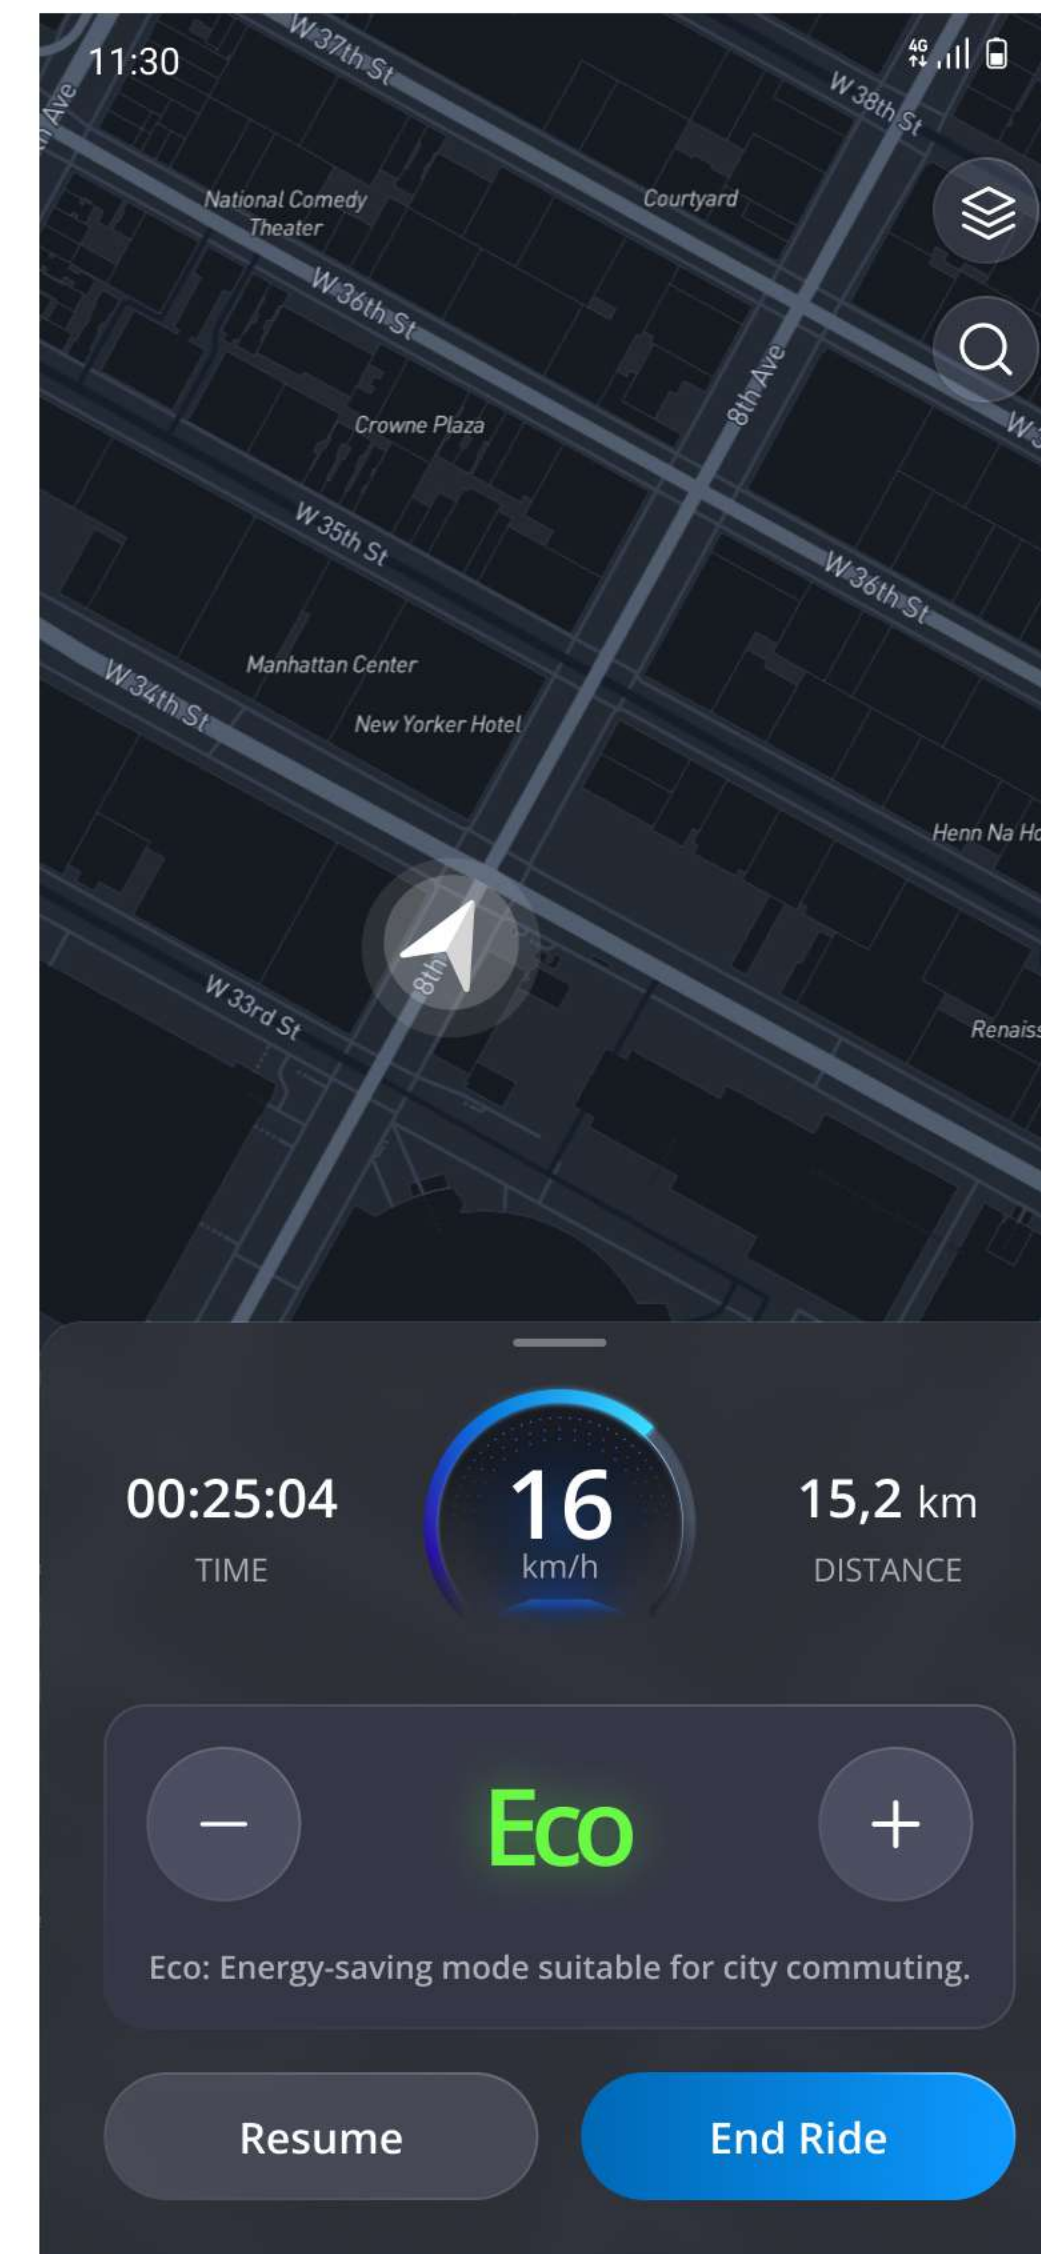 11:30
4G
W 37th St
W 38th St
National Comedy
Theater
Courtyard
W 36th St
8th Ave
Crowne Plaza
W 35th St
W 36th St
Manhattan Center
W 34th St
New Yorker Hotel
Henn Na
8th
W 33rd St
00:25:04
TIME
16
km/h
15,2 km
DISTANCE
Eco
Eco: Energy-saving mode suitable for city commuting.
Resume
End Ride